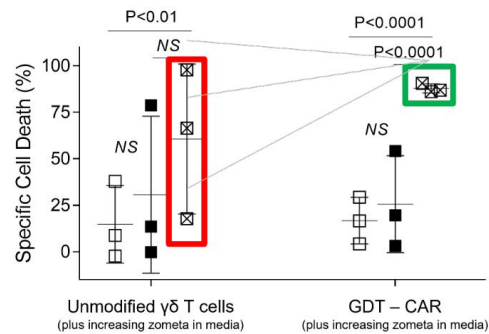 P<0.01
P<0.0001
NS
P<0.0001
100
75
50
25
0
Specific Cell Death (%)
NS
NS
Unmodified γδ T cells
(plus increasing zometa in media)
GDT – CAR
(plus increasing zometa in media)